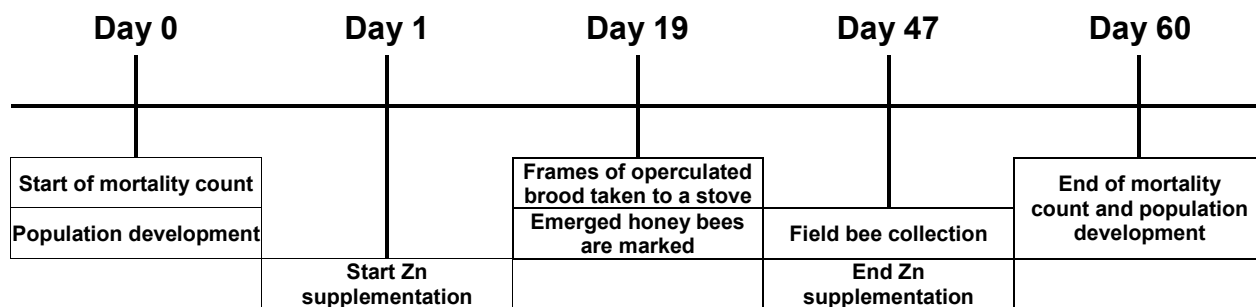 Day 0
Day 1
Day 19
Day 47
Day 60
Start of mortality count
Population development
Start Zn
supplementation
Frames of operculated
brood taken to a stove
Emerged honey bees
are marked
Field bee collection
End Zn
supplementation
End of mortality
count and population
development